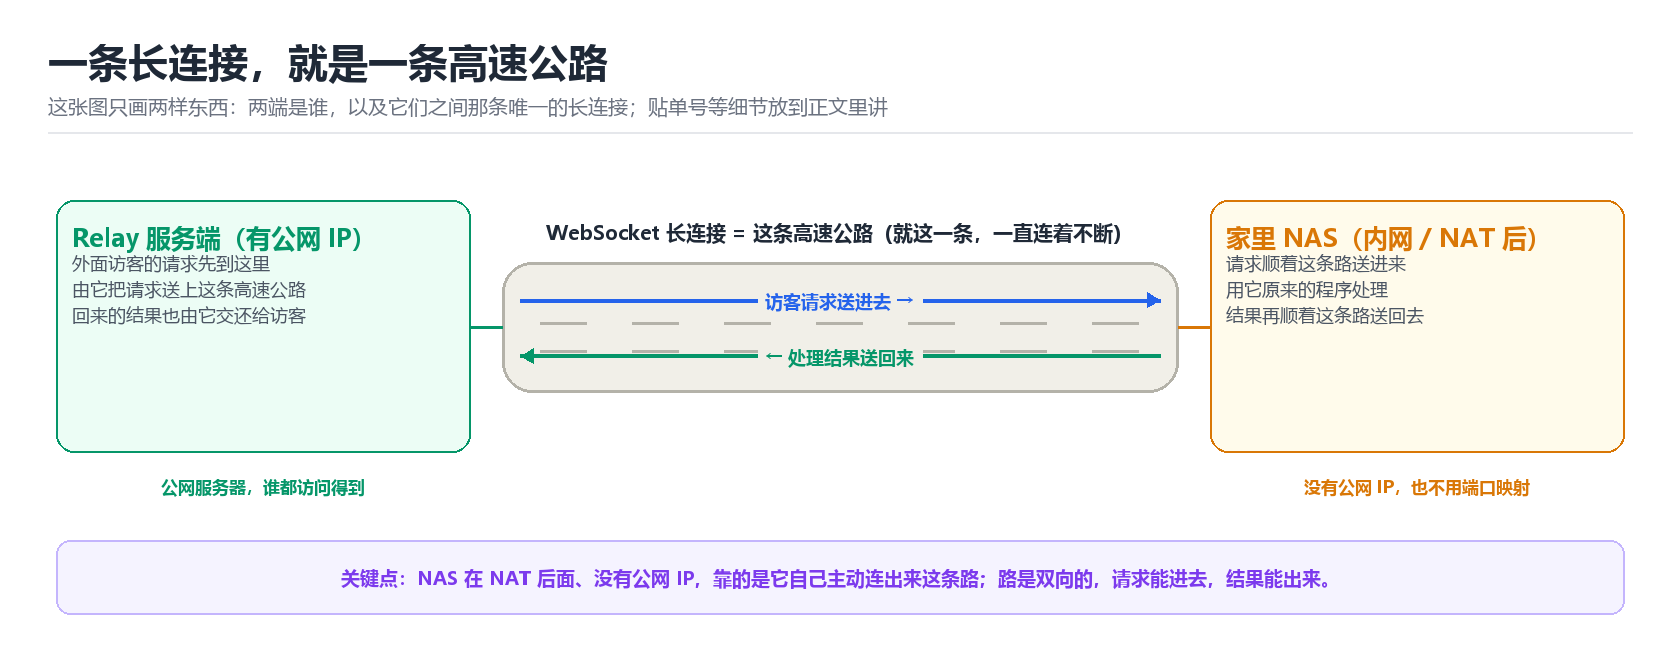 一条长连接，就是一条高速公路
这张图只画两样东西：两端是谁，以及它们之间那条唯一的长连接；贴单号等细节放到正文里讲
Relay 服务端（有公网 IP）
外面访客的请求先到这里
由它把请求送上这条高速公路
回来的结果也由它交还给访客
公网服务器，谁都访问得到
WebSocket 长连接 = 这条高速公路（就这一条，一直连着不断）
访客请求送进去 →
← 处理结果送回来
家里 NAS（内网 / NAT 后）
请求顺着这条路送进来
用它原来的程序处理
结果再顺着这条路送回去
没有公网 IP，也不用端口映射
关键点：NAS 在 NAT 后面、没有公网 IP，靠的是它自己主动连出来这条路；路是双向的，请求能进去，结果能出来。